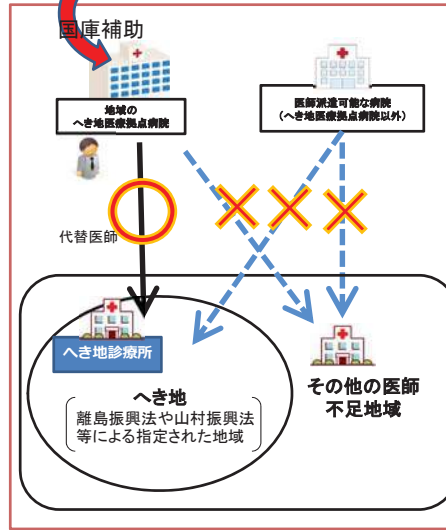 国庫補助
地域の
へき地医療拠点病院
医師派遣可能な病院
（へき地医療拠点病院以外）
代替医師
へき地診療所
へき地
離島振興法や山村振興法
等による指定された地域
その他の医師
不足地域